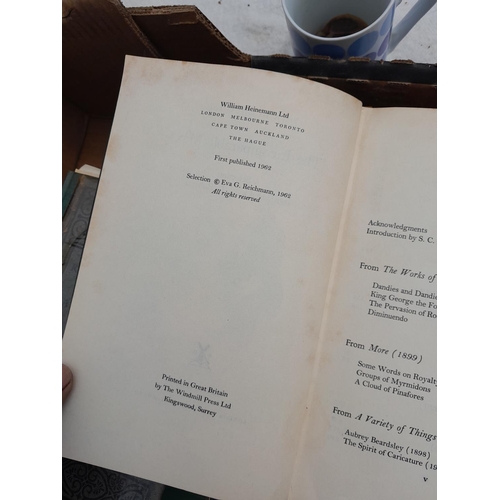 William Heinemann Ltd
LONDON MELBOURNE TORONTO
CAPE TOWN AUCKLAND
THE HAGUE
First published 1962
Selection © Eva G. Reichmann, 1962
All rights reserved
Printed in Great Britain
by The Windmill Press Ltd
Kingswood, Surrey
Acknowledgments
Introduction by S. C.
From The Works of
Dandies and Dandie
King George the Fo
The Pervasion of Ro
Diminuendo
From More (1899)
Some Words on Royalty
Groups of Myrmidons
A Cloud of Pinafores
From A Variety of Things
Aubrey Beardsley (1898)
The Spirit of Caricature (19
v